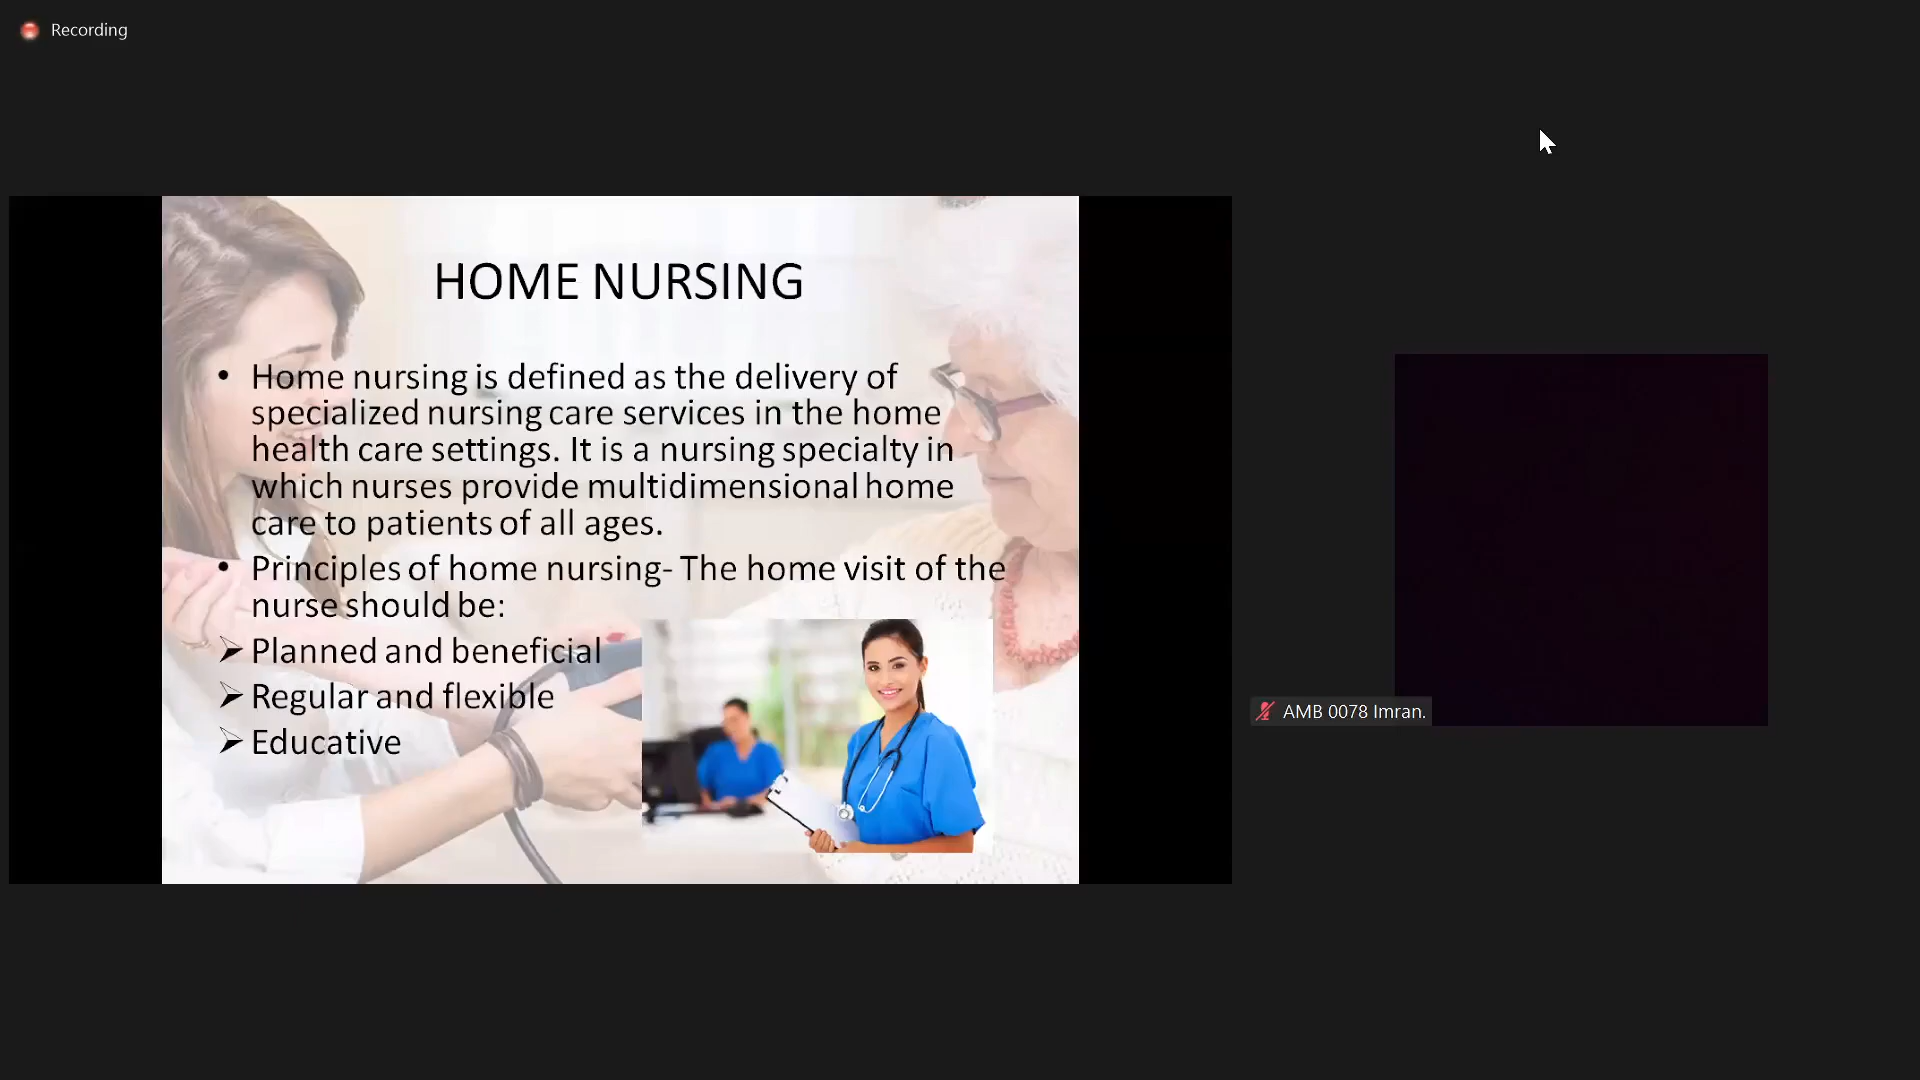 Recording
HOME NURSING
• Home nursing is defined as the delivery of
specialized nursing care services in the home
health care settings. It is a nursing specialty in
which nurses provide multidimensional home
care to patients of all ages.
• Principles of home nursing- The home visit of the
nurse should be:
➢ Planned and beneficial
➢ Regular and flexible
➢ Educative
AMB 0078 Imran.